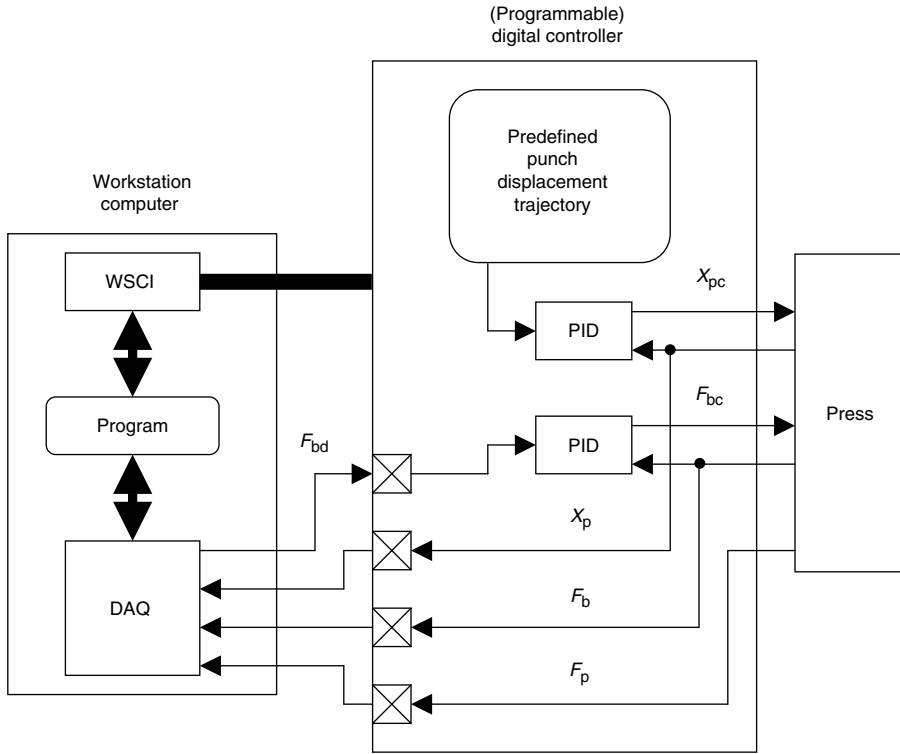 (Programmable)
digital controller
Predefined
punch
displacement
trajectory
Workstation
computer
WSCI
X_pc
PID
Program
F_bc
Press
F_bd
PID
X_p
DAQ
F_b
F_p